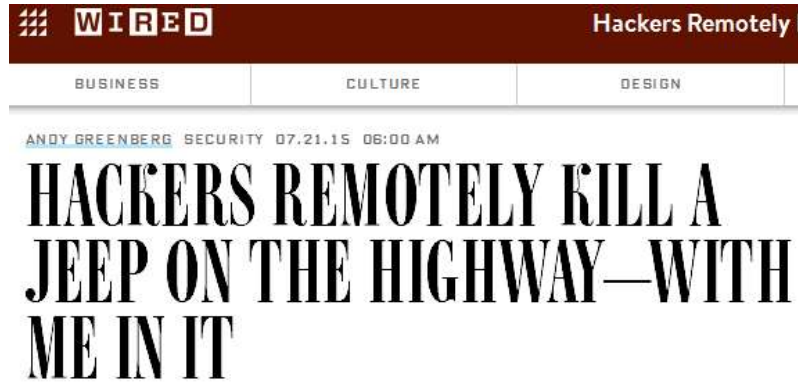 WIRED
Hackers Remotely
BUSINESS
CULTURE
DESIGN
ANDY GREENBERG SECURITY 07.21.15 06:00 AM
HACKERS REMOTELY KILL A
JEEP ON THE HIGHWAY—WITH
ME IN IT